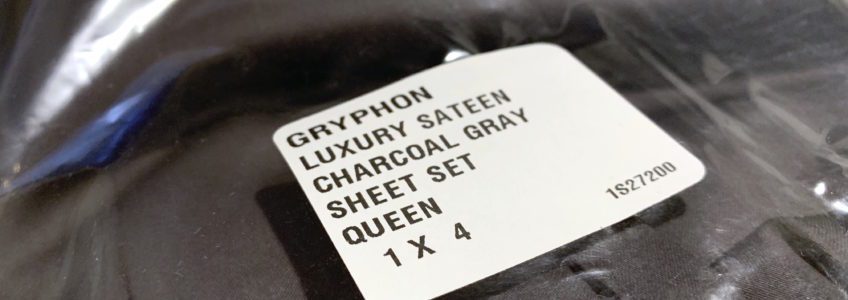 GRYPHON
LUXURY SATEEN
CHARCOAL GRAY
SHEET SET
QUEEN
1 X 4
1S27200